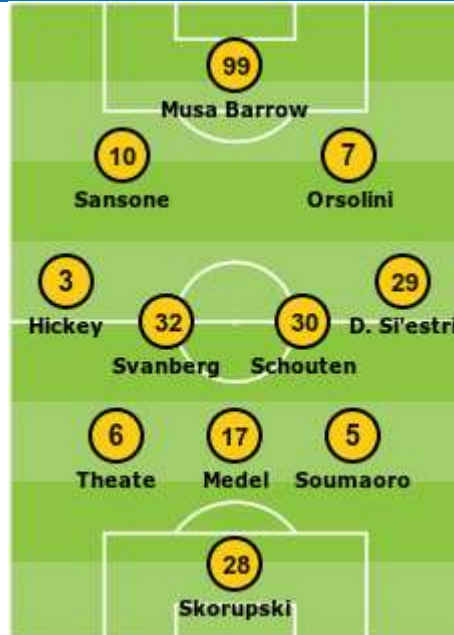 99
Musa Barrow
10
7
Sansone
Orsolini
3
29
Hickey
D. Si'estri
32
30
Svanberg
Schouten
6
17
5
Theate
Medel
Soumaoro
28
Skorupski